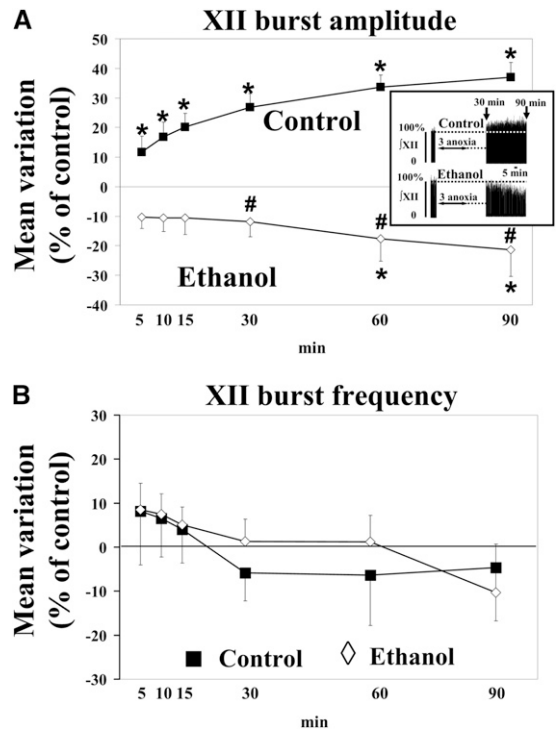 A
XII burst amplitude
Mean variation
(% of control)
50
40
30
20
10
0
-10
-20
-30
-40
* * * * * *
Control
# # #
* *
Ethanol
5 10 15 30 60 90
min
30 min 90 min
Control
100%
∫XII
0
3 anoxia
Ethanol
5 min
100%
∫XII
0
3 anoxia
B
XII burst frequency
Mean variation
(% of control)
30
20
10
0
-10
-20
-30
Control Ethanol
5 10 15 30 60 90
min